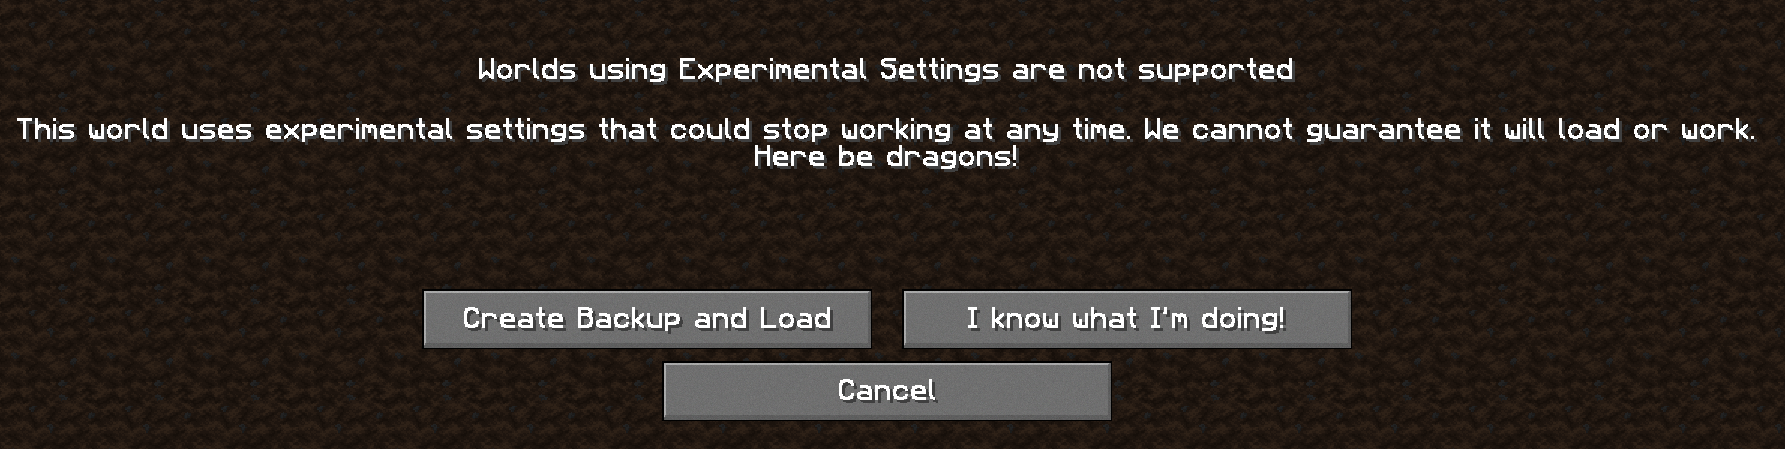 Worlds using Experimental Settings are not supported
This world uses experimental settings that could stop working at any time. We cannot guarantee it will load or work.
Here be dragons!
Create Backup and Load
I know what I'm doing!
Cancel